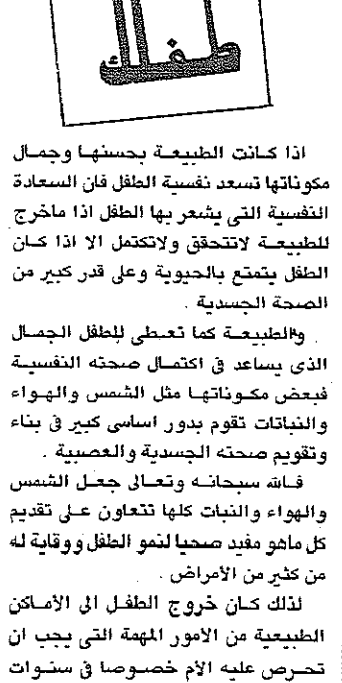 طفلك
اذا كانت الطبيعة بحسنها وجمال
مكوناتها تسعد نفسية الطفل فان السعادة
النفسية التى يشعر بها الطفل اذا ماخرج
للطبيعة لاتتحقق ولاتكتمل الا اذا كان
الطفل يتمتع بالحيوية وعلى قدر كبير من
الصحة الجسدية .
والطبيعة كما تعطى للطفل الجمال
الذى يساعد فى اكتمال صحته النفسية
فبعض مكوناتها مثل الشمس والهواء
والنباتات تقوم بدور اساسى كبير فى بناء
وتقويم صحته الجسدية والعصبية .
فالله سبحانه وتعالى جعل الشمس
والهواء والنبات كلها تتعاون على تقديم
كل ماهو مفيد صحيا لنمو الطفل ووقاية له
من كثير من الأمراض .
لذلك كان خروج الطفل الى الأماكن
الطبيعية من الامور المهمة التى يجب ان
تحرص عليه الأم خصوصا فى سنوات